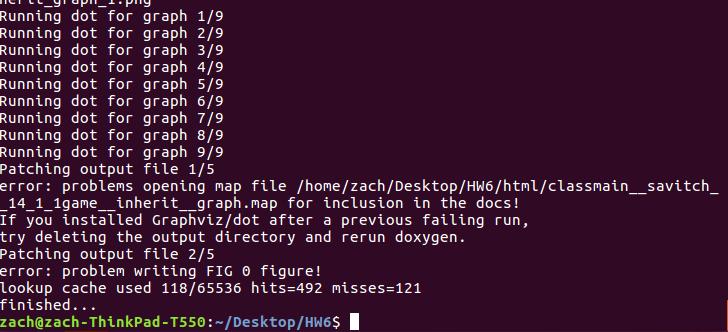 herit_graph_1.png
Running dot for graph 1/9
Running dot for graph 2/9
Running dot for graph 3/9
Running dot for graph 4/9
Running dot for graph 5/9
Running dot for graph 6/9
Running dot for graph 7/9
Running dot for graph 8/9
Running dot for graph 9/9
Patching output file 1/5
error: problems opening map file /home/zach/Desktop/HW6/html/classmain__savitch_
_14_1_1game__inherit__graph.map for inclusion in the docs!
If you installed Graphviz/dot after a previous failing run,
try deleting the output directory and rerun doxygen.
Patching output file 2/5
error: problem writing FIG 0 figure!
lookup cache used 118/65536 hits=492 misses=121
finished...
zach@zach-ThinkPad-T550:~/Desktop/HW6$